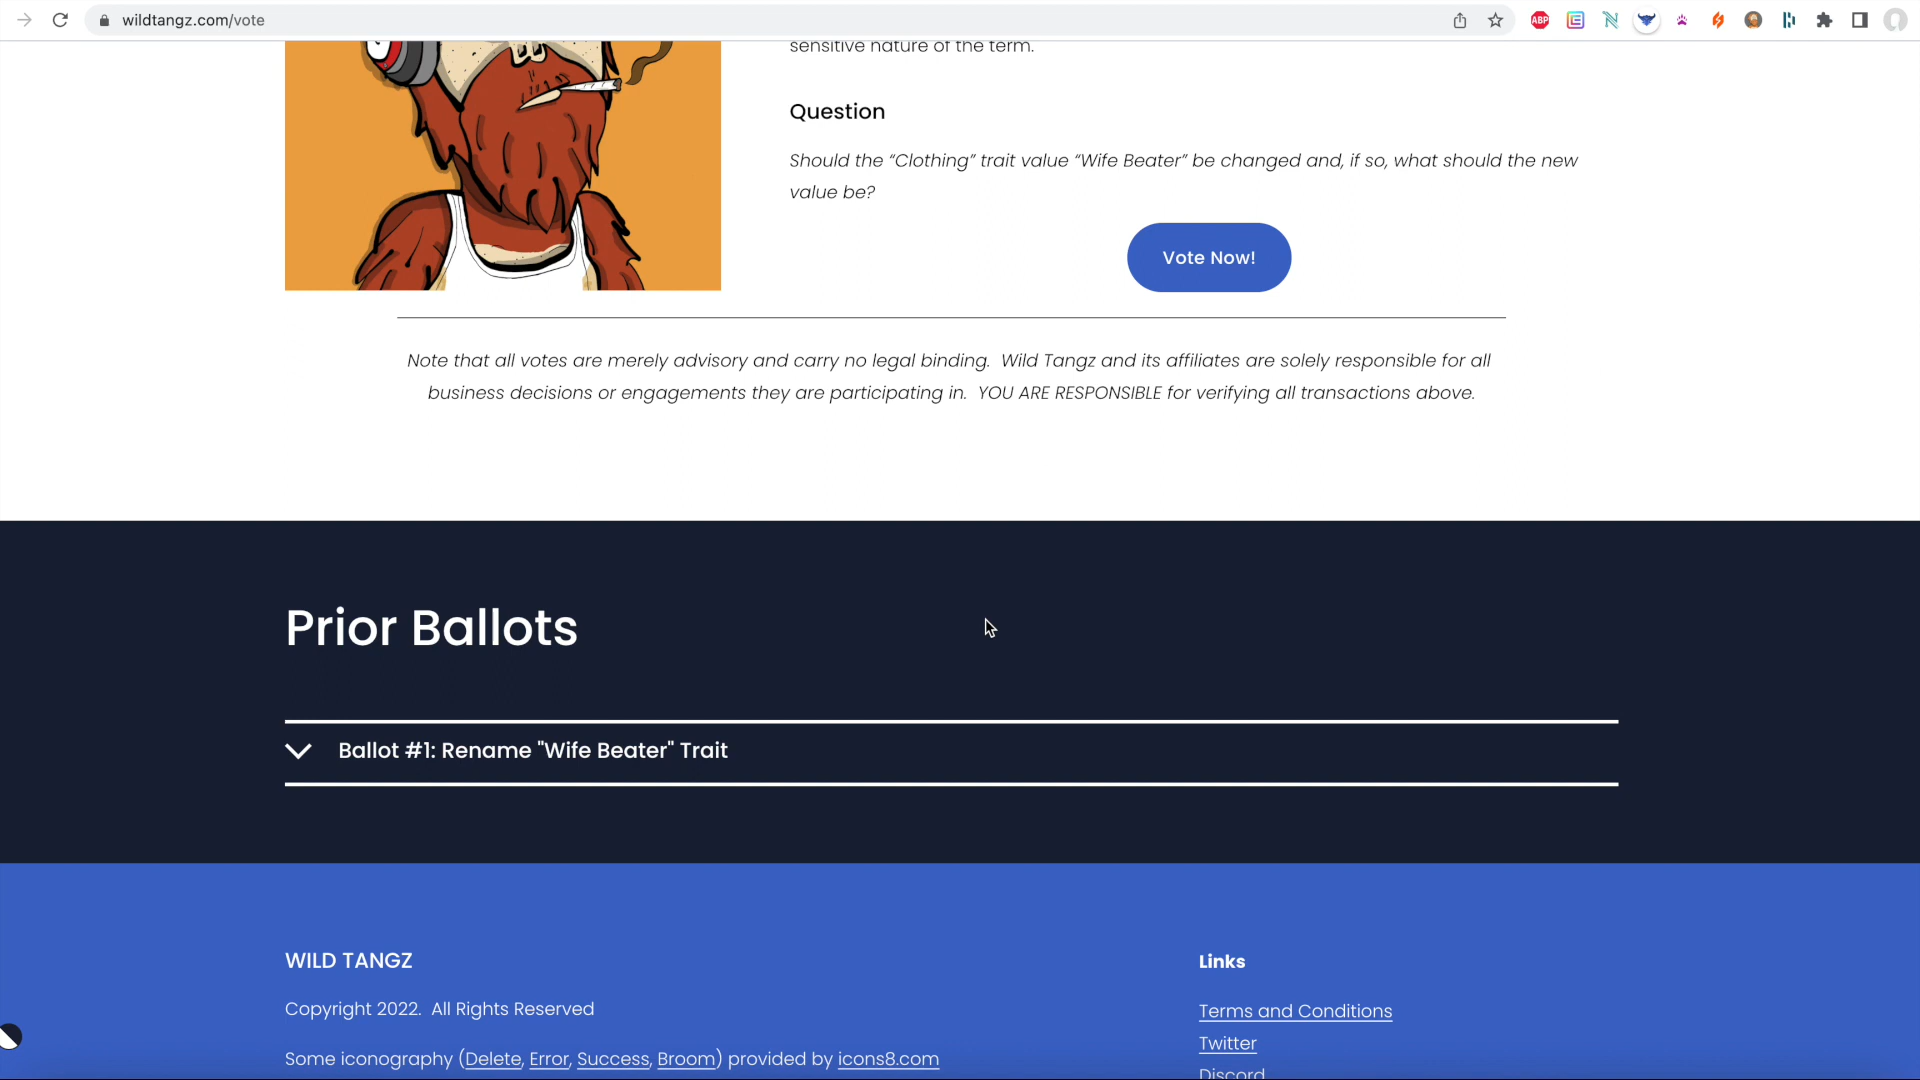 wildtangz.com/vote
ABP
sensitive nature of the term.
Question
Should the “Clothing” trait value “Wife Beater” be changed and, if so, what should the new
value be?
Vote Now!
Note that all votes are merely advisory and carry no legal binding.  Wild Tangz and its affiliates are solely responsible for all
business decisions or engagements they are participating in.  YOU ARE RESPONSIBLE for verifying all transactions above.
Prior Ballots
Ballot #1: Rename "Wife Beater" Trait
WILD TANGZ
Copyright 2022.  All Rights Reserved
Some iconography (Delete, Error, Success, Broom) provided by icons8.com
Links
Terms and Conditions
Twitter
Discord